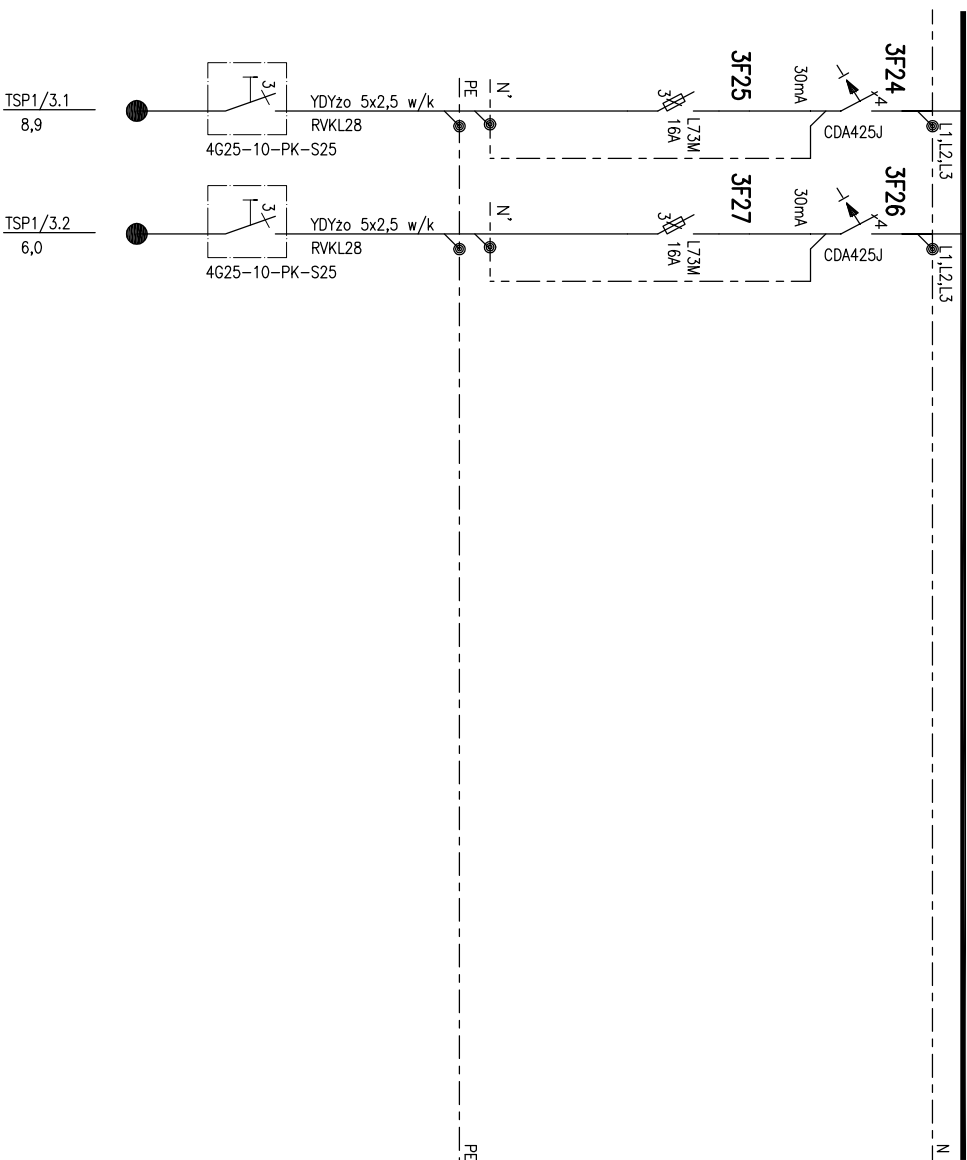 L1,L2,L3
3F24
4
CDA425J
30mA
3F25
L73M
16A
3
N'
PE
YDYżo 5x2,5 w/k
RVKL28
3
4G25-10-PK-S25
TSP1/3.1
8,9
L1,L2,L3
3F26
4
CDA425J
30mA
3F27
L73M
16A
3
N'
YDYżo 5x2,5 w/k
RVKL28
3
4G25-10-PK-S25
TSP1/3.2
6,0
N
PE